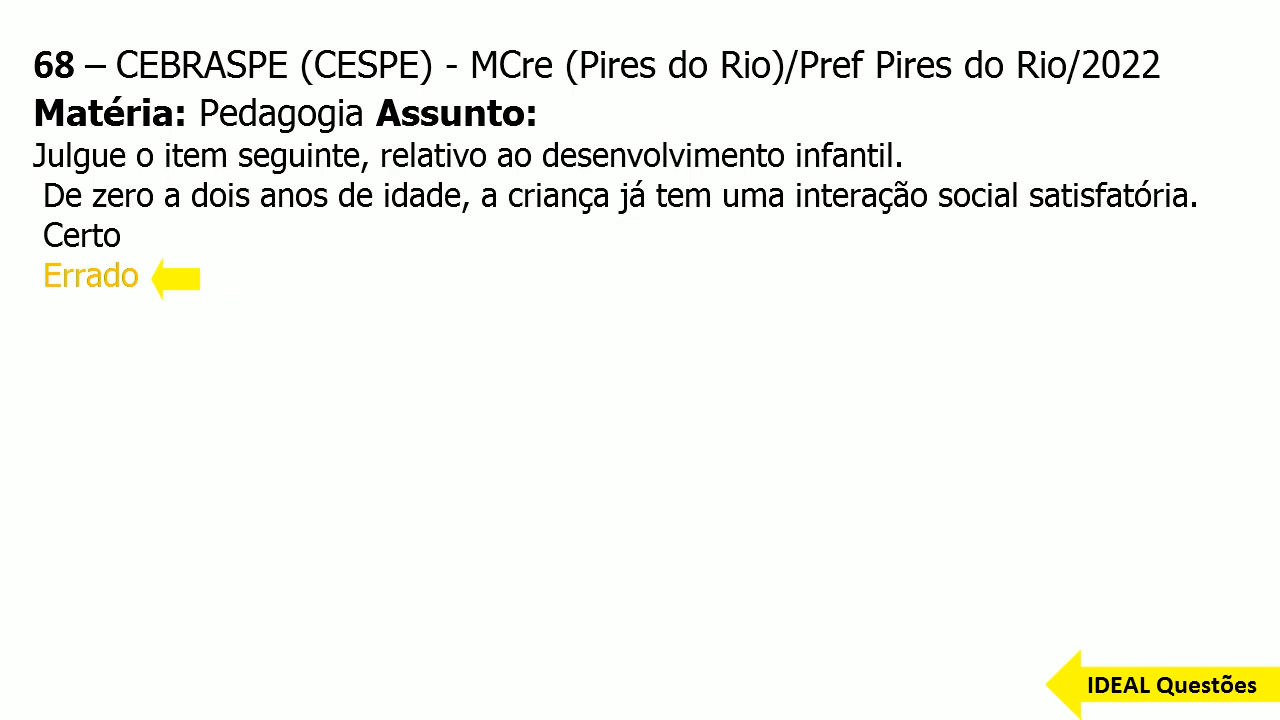 68 – CEBRASPE (CESPE) - MCre (Pires do Rio)/Pref Pires do Rio/2022
Matéria: Pedagogia Assunto:
Julgue o item seguinte, relativo ao desenvolvimento infantil.
De zero a dois anos de idade, a criança já tem uma interação social satisfatória.
Certo
Errado
IDEAL Questões